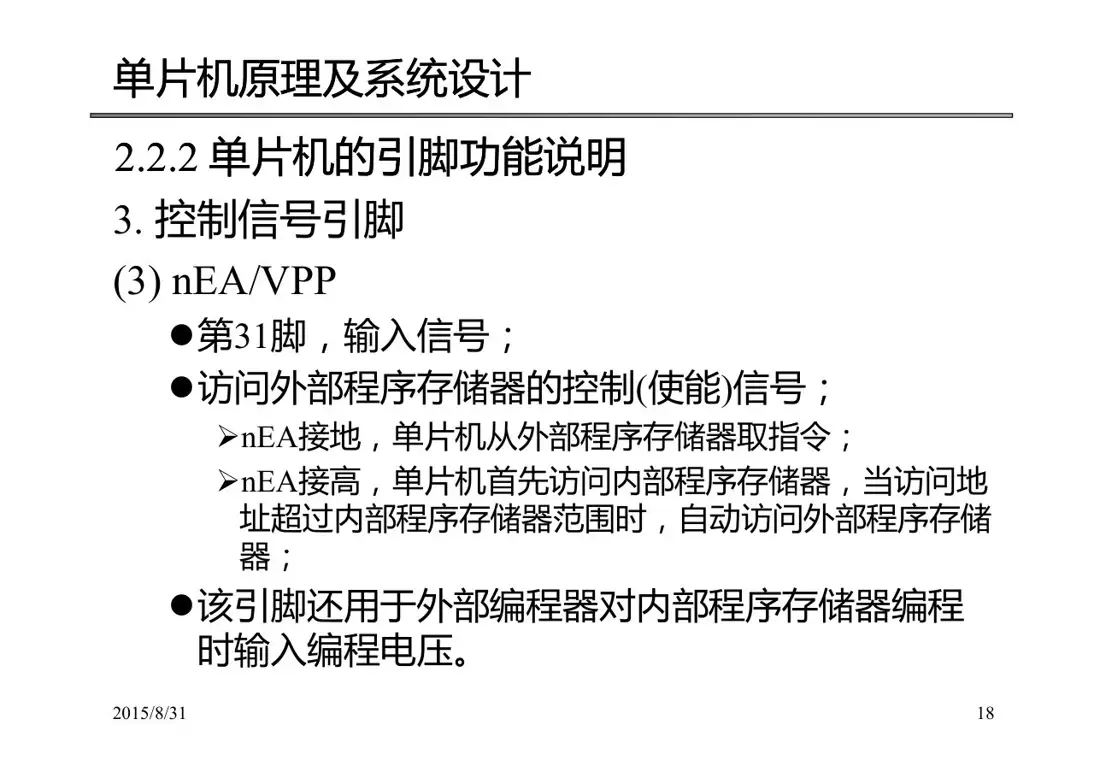 单片机原理及系统设计
2.2.2 单片机的引脚功能说明
3. 控制信号引脚
(3) nEA/VPP
●第31脚，输入信号；
●访问外部程序存储器的控制(使能)信号；
➢nEA接地，单片机从外部程序存储器取指令；
➢nEA接高，单片机首先访问内部程序存储器，当访问地
址超过内部程序存储器范围时，自动访问外部程序存储
器；
●该引脚还用于外部编程器对内部程序存储器编程
时输入编程电压。
2015/8/31
18